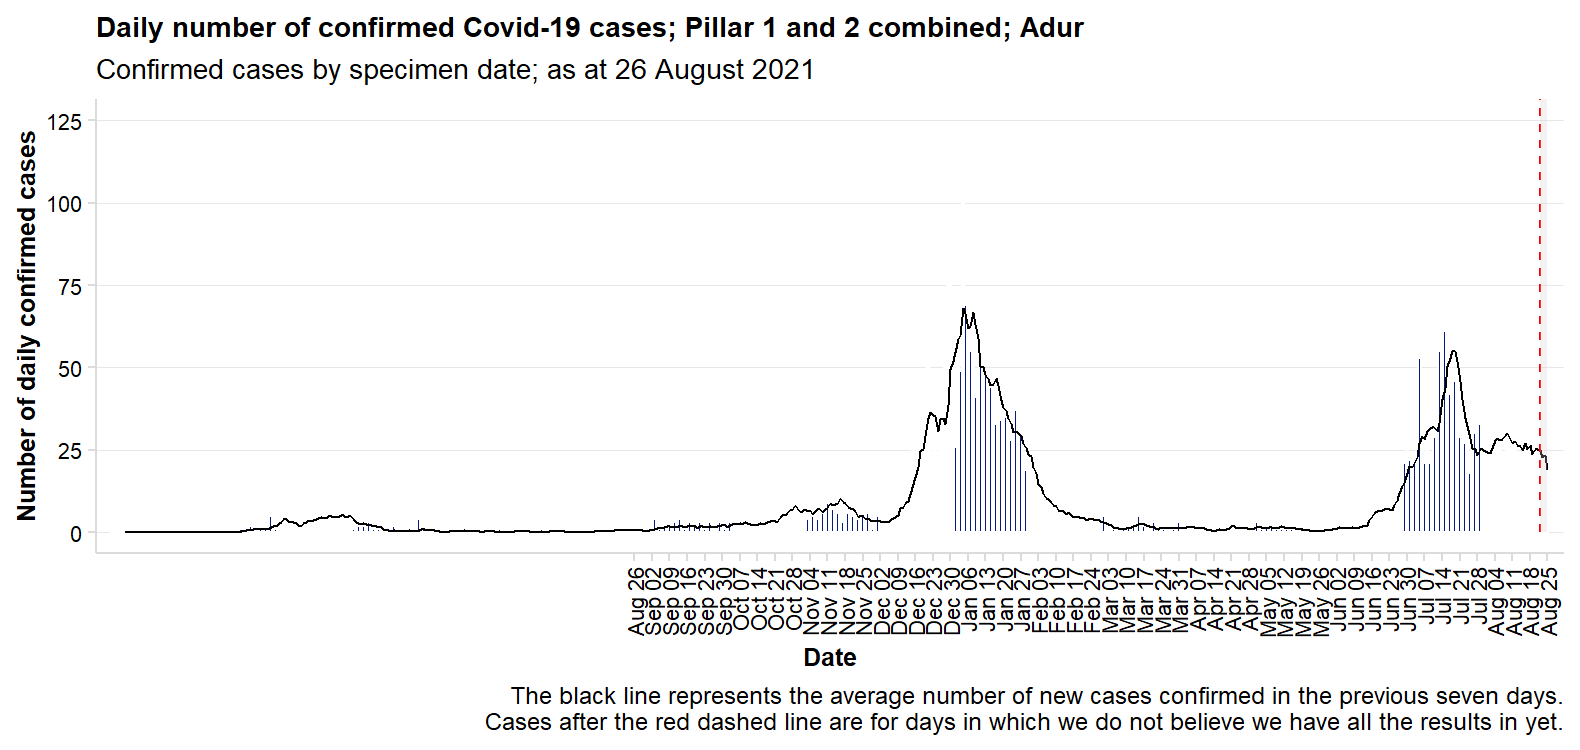 Daily number of confirmed Covid-19 cases; Pillar 1 and 2 combined; Adur
Confirmed cases by specimen date; as at 26 August 2021
Number of daily confirmed cases
125
100
75
50
25
0
Aug 26
Sep 02
Sep 09
Sep 16
Sep 23
Sep 30
Oct 07
Oct 14
Oct 21
Oct 28
Nov 04
Nov 11
Nov 18
Nov 25
Dec 02
Dec 09
Dec 16
Dec 23
Dec 30
Jan 06
Jan 13
Jan 20
Jan 27
Feb 03
Feb 10
Feb 17
Feb 24
Mar 03
Mar 10
Mar 17
Mar 24
Mar 31
Apr 07
Apr 14
Apr 21
Apr 28
May 05
May 12
May 19
May 26
Jun 02
Jun 09
Jun 16
Jun 23
Jun 30
Jul 07
Jul 14
Jul 21
Jul 28
Aug 04
Aug 11
Aug 18
Aug 25
Date
The black line represents the average number of new cases confirmed in the previous seven days.
Cases after the red dashed line are for days in which we do not believe we have all the results in yet.